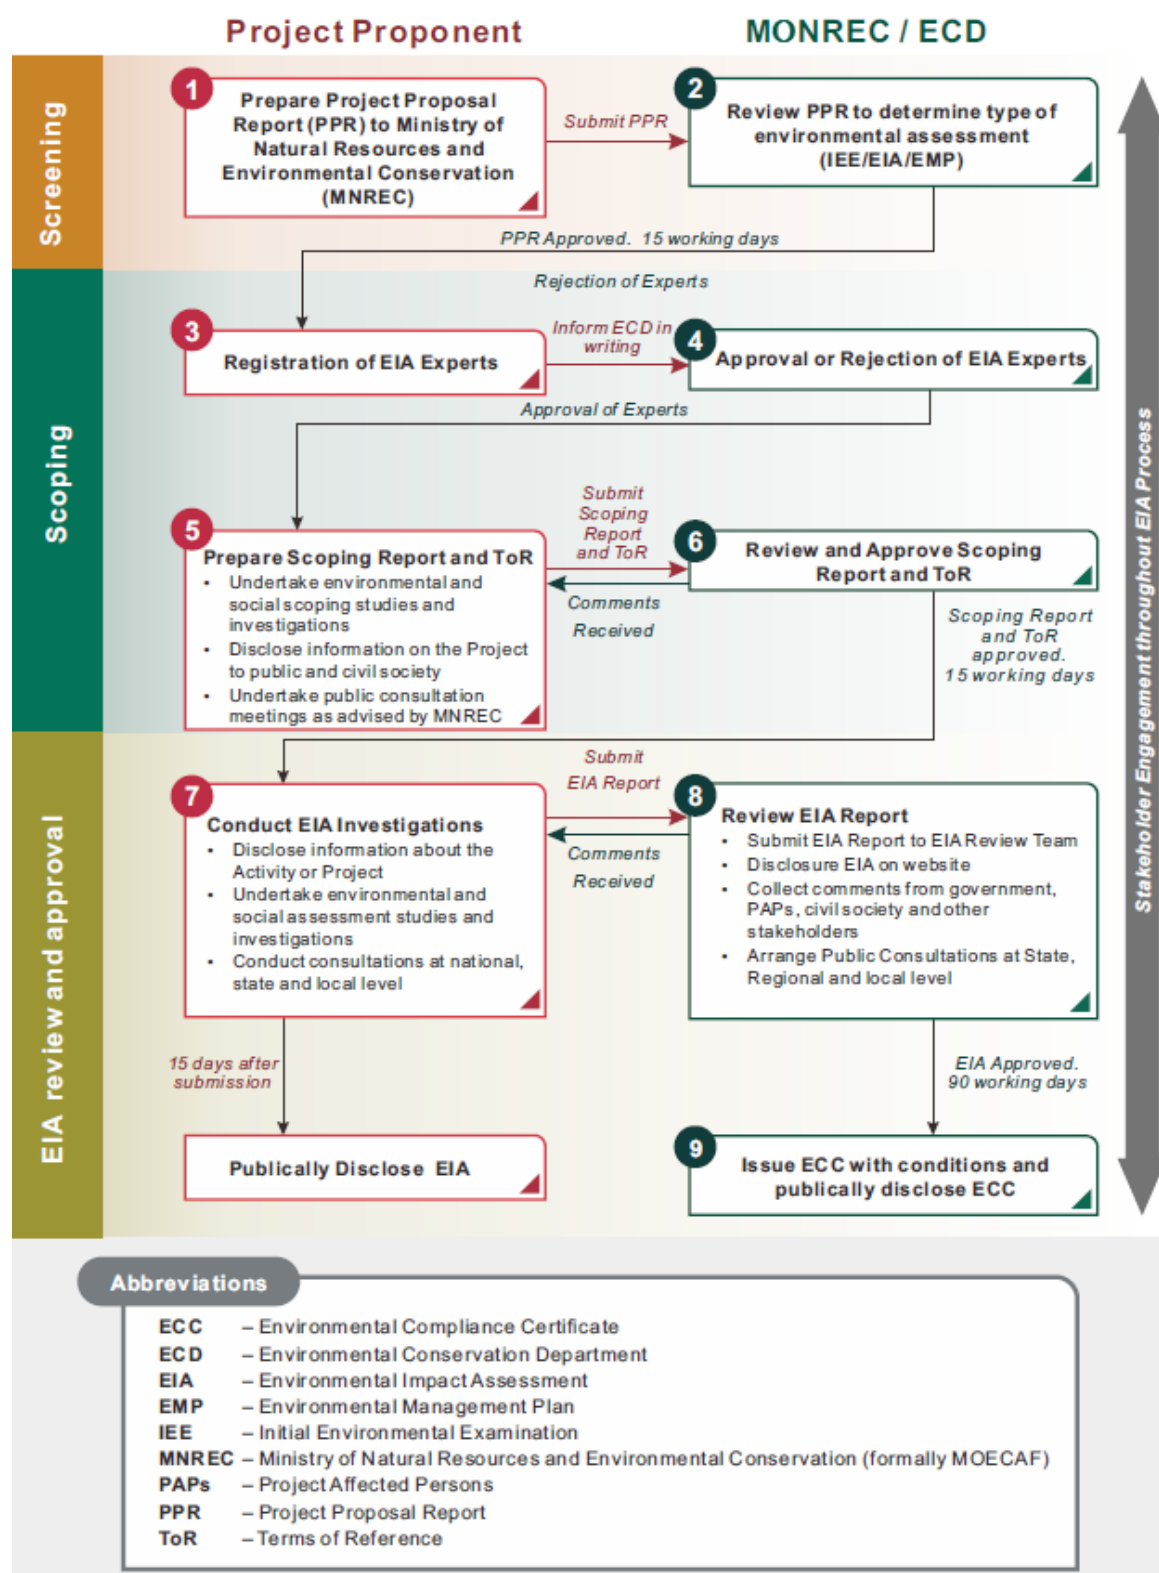 Project Proponent
MONREC / ECD
Screening
1
Prepare Project Proposal
Report (PPR) to Ministry of
Natural Resources and
Environmental Conservation
(MNREC)
Submit PPR
2
Review PPR to determine type of
environmental assessment
(IEE/EIA/EMP)
PPR Approved. 15 working days
Scoping
Rejection of Experts
3
Registration of EIA Experts
Inform ECD in
writing
4
Approval or Rejection of EIA Experts
Approval of Experts
5
Prepare Scoping Report and ToR
• Undertake environmental and
social scoping studies and
investigations
• Disclose information on the Project
to public and civil society
• Undertake public consultation
meetings as advised by MNREC
Submit
Scoping
Report
and ToR
Comments
Received
6
Review and Approve Scoping
Report and ToR
Scoping Report
and ToR
approved.
15 working days
EIA review and approval
7
Conduct EIA Investigations
• Disclose information about the
Activity or Project
• Undertake environmental and
social assessment studies and
investigations
• Conduct consultations at national,
state and local level
Submit
EIA Report
Comments
Received
8
Review EIA Report
• Submit EIA Report to EIA Review Team
• Disclosure EIA on website
• Collect comments from government,
PAPs, civil society and other
stakeholders
• Arrange Public Consultations at State,
Regional and local level
15 days after
submission
EIA Approved.
90 working days
Publically Disclose EIA
9
Issue ECC with conditions and
publically disclose ECC
Stakeholder Engagement throughout EIA Process
Abbreviations
ECC – Environmental Compliance Certificate
ECD – Environmental Conservation Department
EIA – Environmental Impact Assessment
EMP – Environmental Management Plan
IEE – Initial Environmental Examination
MNREC – Ministry of Natural Resources and Environmental Conservation (formally MOECAF)
PAPs – Project Affected Persons
PPR – Project Proposal Report
ToR – Terms of Reference